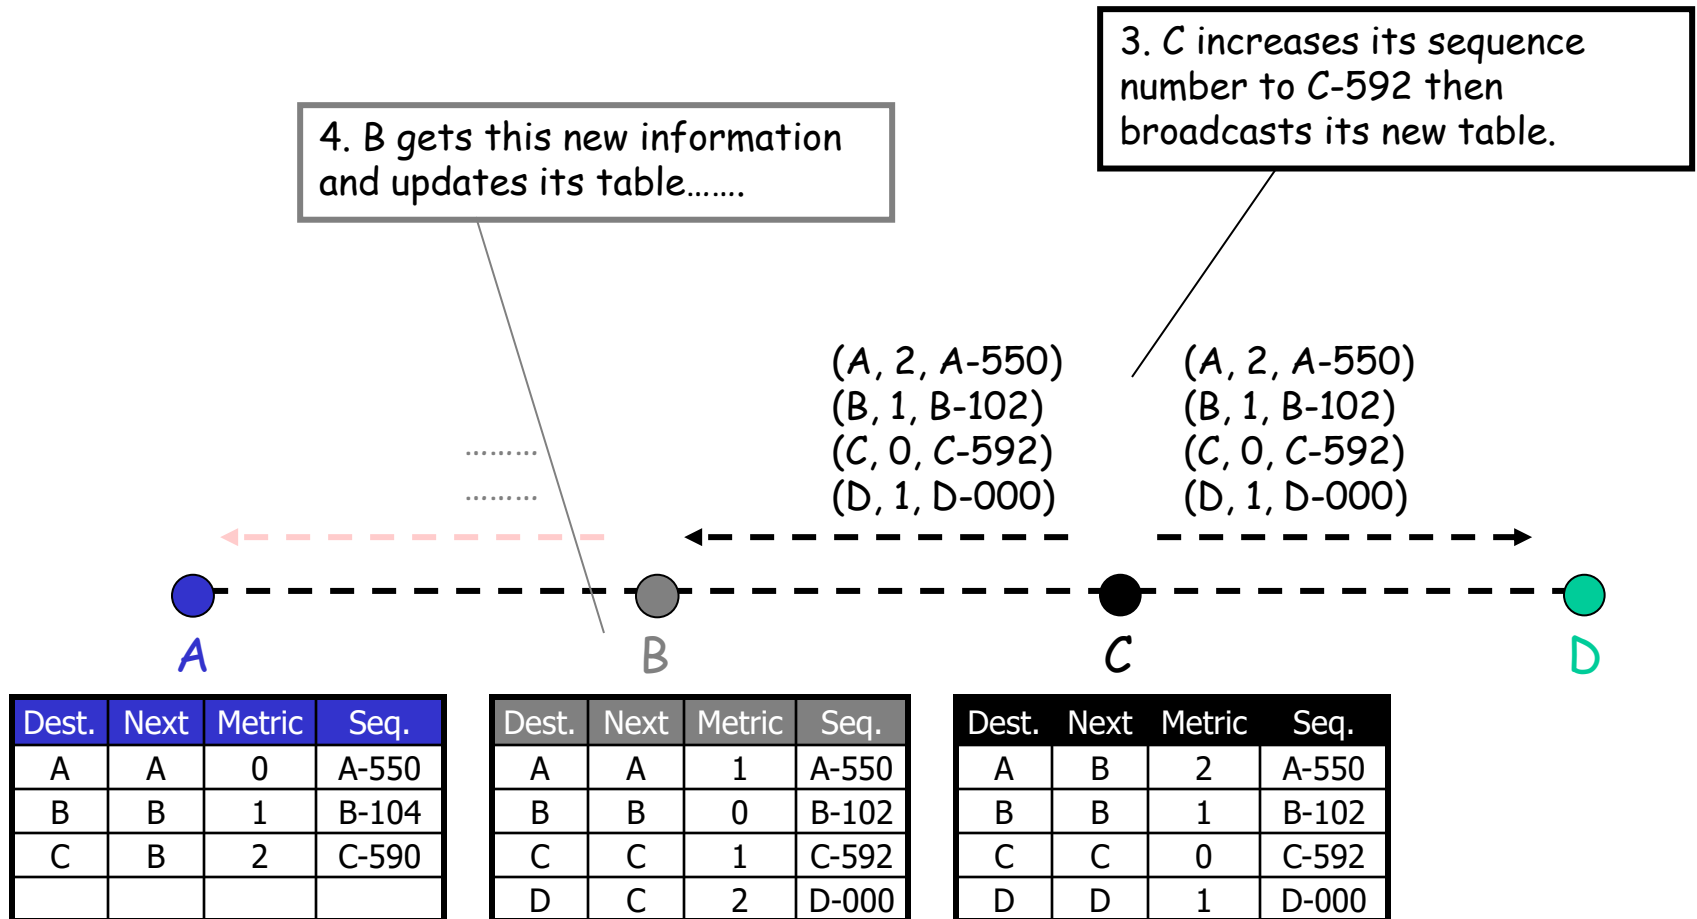 3. C increases its sequence
number to C-592 then
broadcasts its new table.
4. B gets this new information
and updates its table…….
(A, 2, A-550)
(B, 1, B-102)
(C, 0, C-592)
(D, 1, D-000)
(A, 2, A-550)
(B, 1, B-102)
(C, 0, C-592)
(D, 1, D-000)
………
………
A
B
C
D
Dest. Next Metric Seq.
A A 0 A-550
B B 1 B-104
C B 2 C-590
Dest. Next Metric Seq.
A A 1 A-550
B B 0 B-102
C C 1 C-592
D C 2 D-000
Dest. Next Metric Seq.
A B 2 A-550
B B 1 B-102
C C 0 C-592
D D 1 D-000